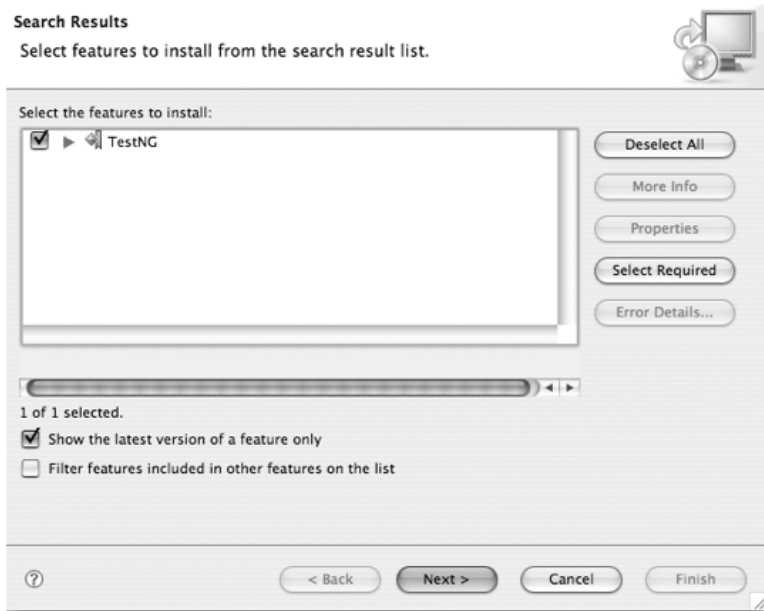 Search Results
Select features to install from the search result list.
Select the features to install:
TestNG
Deselect All
More Info
Properties
Select Required
Error Details...
1 of 1 selected.
Show the latest version of a feature only
Filter features included in other features on the list
?
< Back
Next >
Cancel
Finish